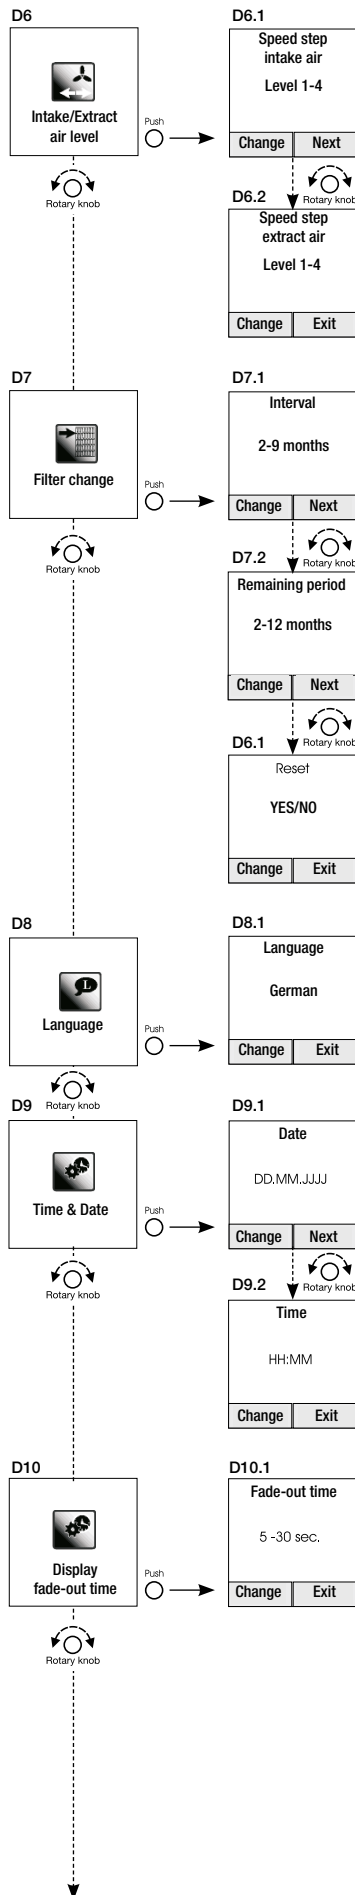 D6
Intake/Extract
air level
Push
Rotary knob
D6.1
Speed step
intake air
Level 1-4
Change Next
Rotary knob
D6.2
Speed step
extract air
Level 1-4
Change Exit
D7
Filter change
Push
Rotary knob
D7.1
Interval
2-9 months
Change Next
Rotary knob
D7.2
Remaining period
2-12 months
Change Next
Rotary knob
D6.1
Reset
YES/NO
Change Exit
D8
L
Language
Push
Rotary knob
D8.1
Language
German
Change Exit
D9
Time & Date
Push
Rotary knob
D9.1
Date
DD.MM.JJJJ
Change Next
Rotary knob
D9.2
Time
HH:MM
Change Exit
D10
Display
fade-out time
Push
Rotary knob
D10.1
Fade-out time
5 -30 sec.
Change Exit